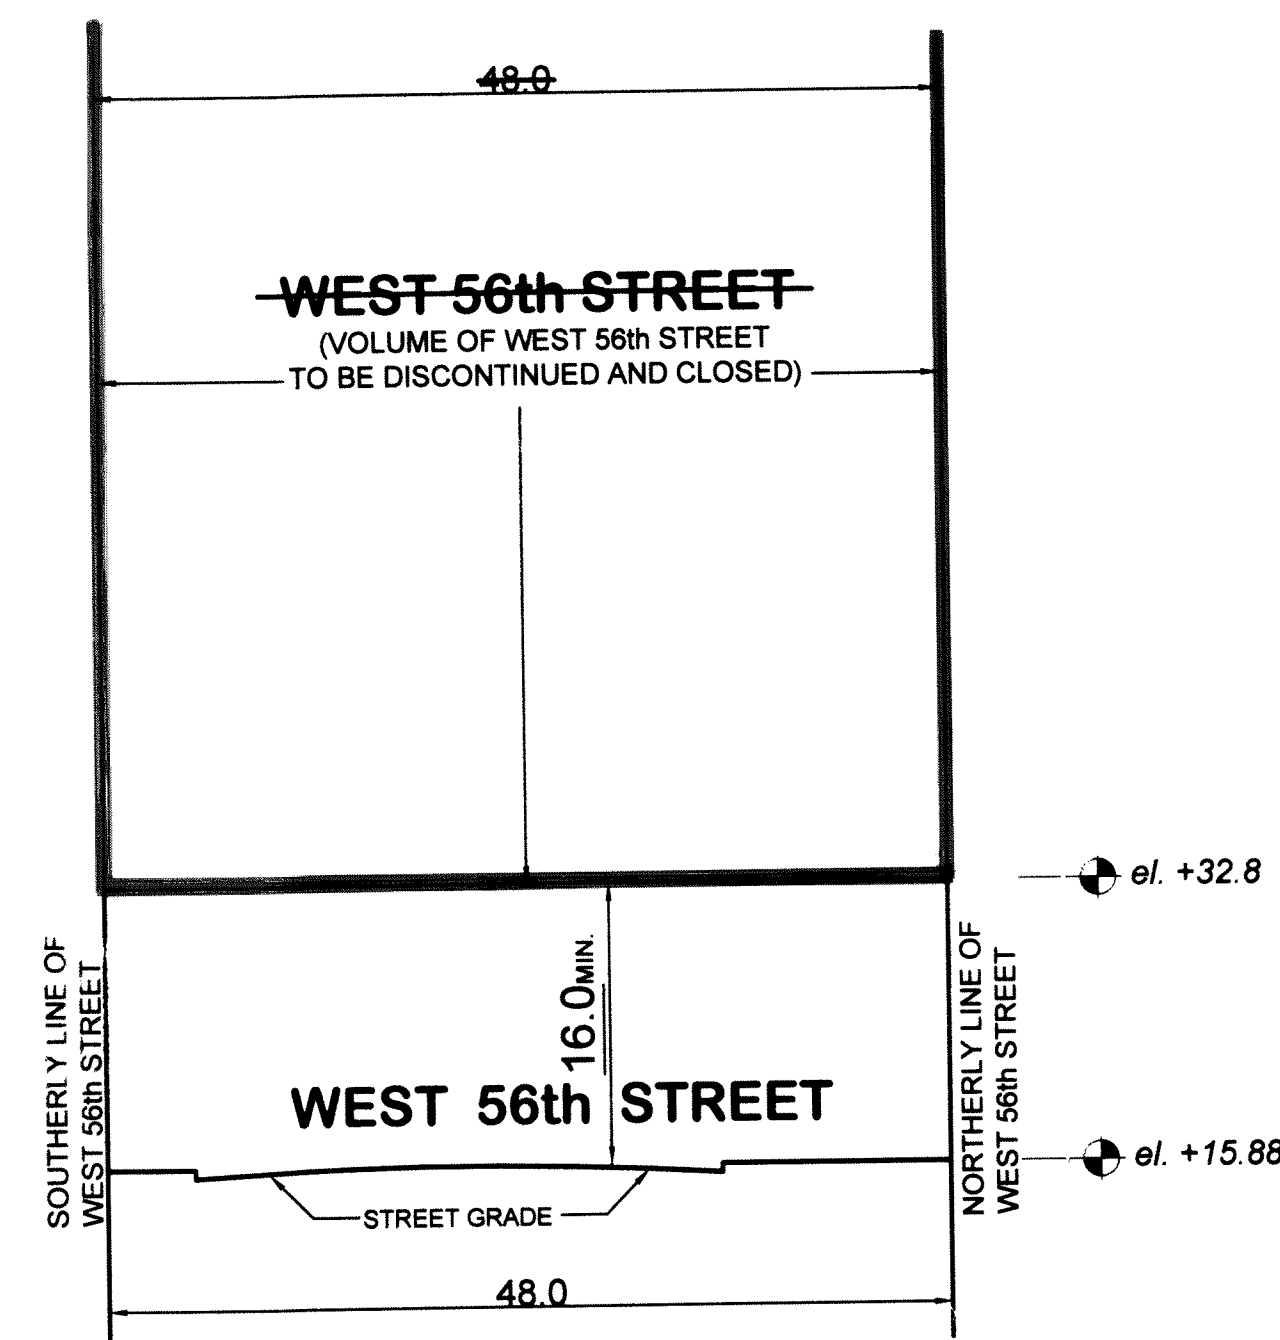 48.0
WEST 56th STREET
(VOLUME OF WEST 56th STREET
TO BE DISCONTINUED AND CLOSED)
el. +32.8
16.0MIN.
SOUTHERLY LINE OF
WEST 56th STREET
NORTHERLY LINE OF
WEST 56th STREET
WEST 56th STREET
el. +15.88
STREET GRADE
48.0